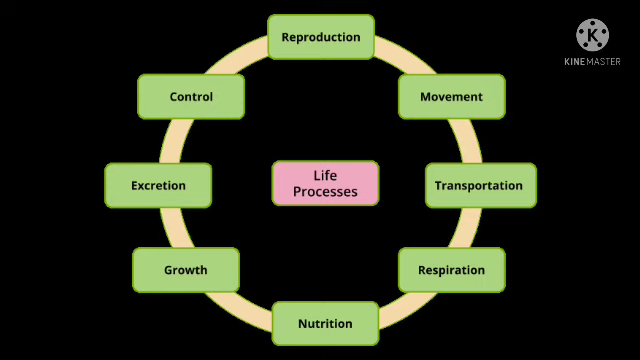 Reproduction
K
KINEMASTER
Control
Movement
Excretion
Life
Processes
Transportation
Growth
Respiration
Nutrition